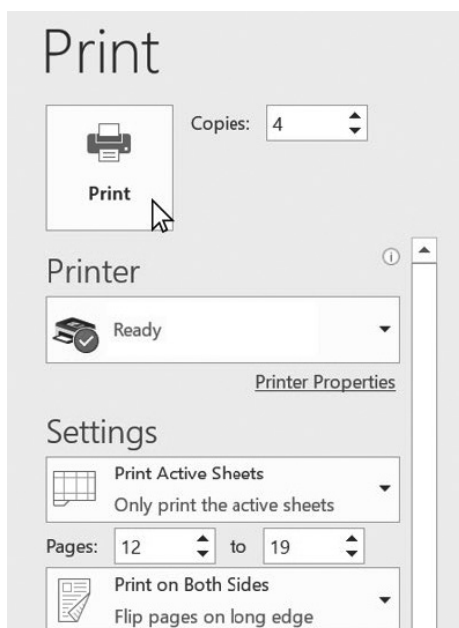 Print
Copies: 4
Print
Printer
Ready
Printer Properties
Settings
Print Active Sheets
Only print the active sheets
Pages: 12 to 19
Print on Both Sides
Flip pages on long edge